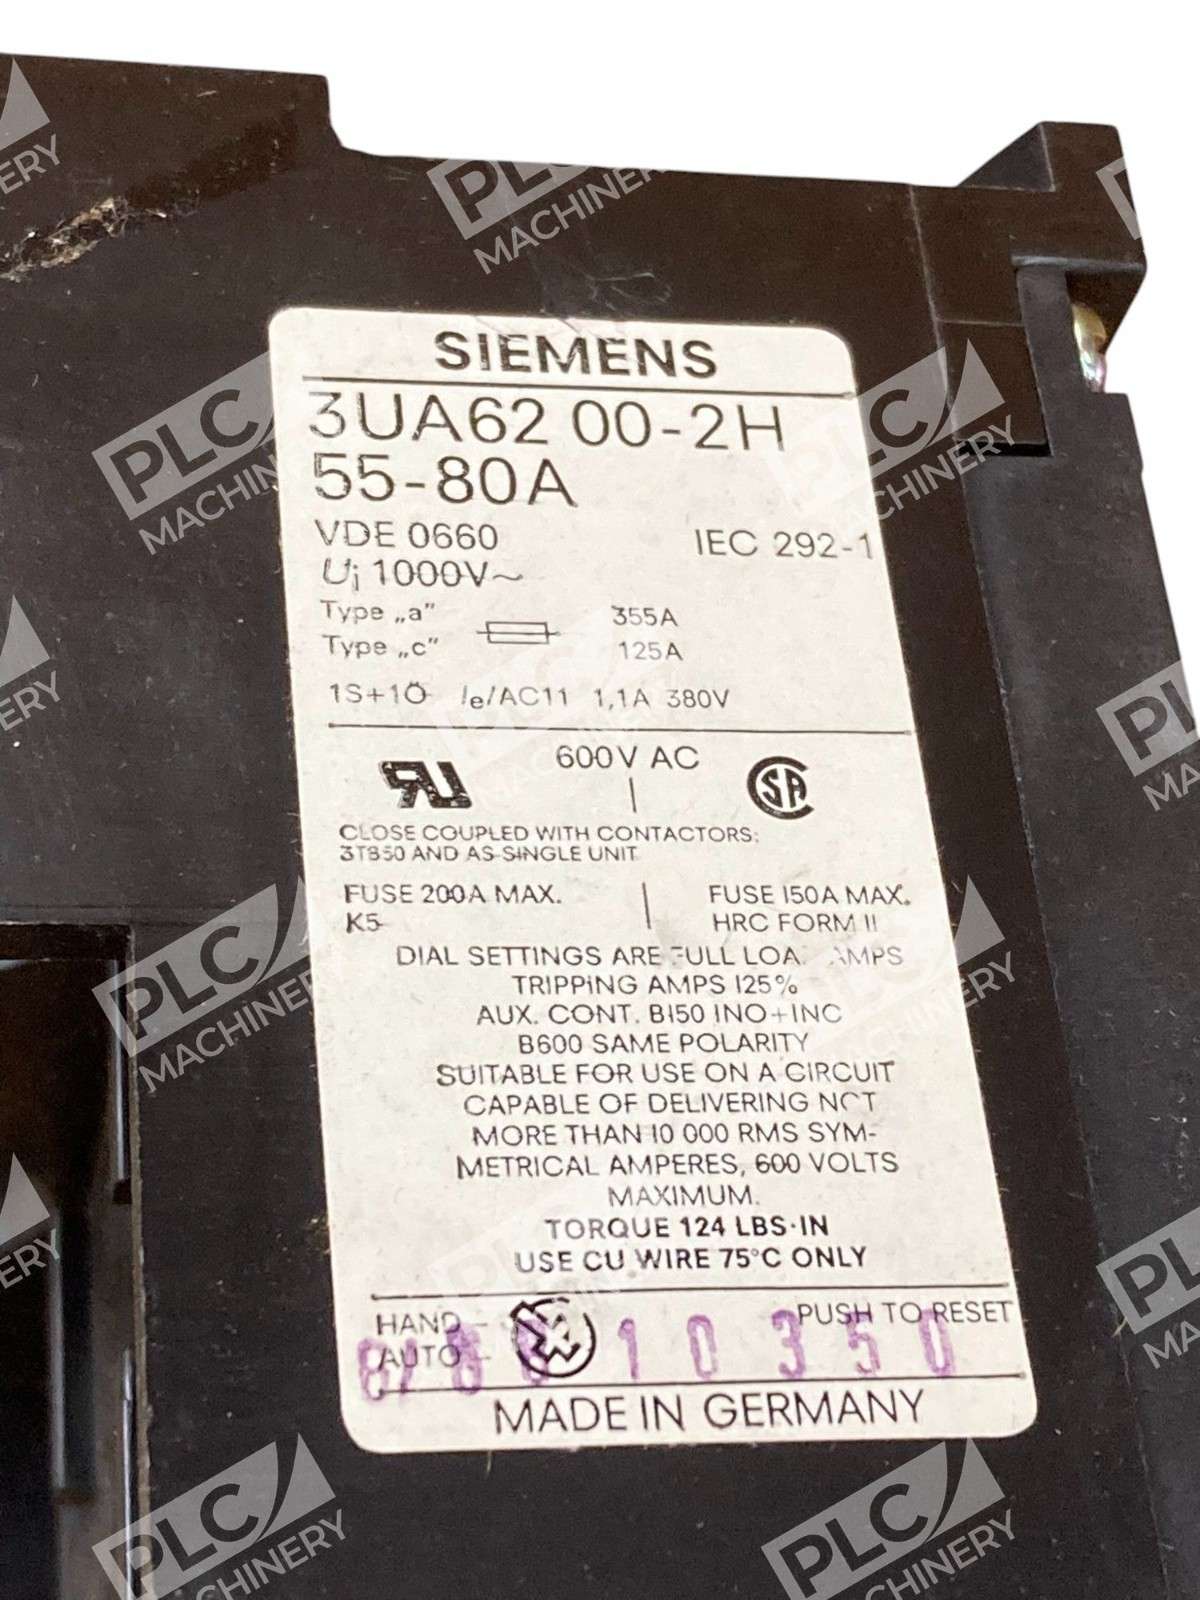 SIEMENS
3UA62 00-2H
55-80A
VDE 0660 IEC 292-1
Ui 1000V~
Type „a" 355A
Type „c" 125A
1S+1Ö Ie/AC11 1,1A 380V
600V AC
CLOSE COUPLED WITH CONTACTORS:
3TB50 AND AS SINGLE UNIT
FUSE 200A MAX. FUSE 150A MAX.
K5 HRC FORM II
DIAL SETTINGS ARE FULL LOAD AMPS
TRIPPING AMPS 125%
AUX. CONT. B150 1NO+1NC
B600 SAME POLARITY
SUITABLE FOR USE ON A CIRCUIT
CAPABLE OF DELIVERING NOT
MORE THAN 10 000 RMS SYM-
METRICAL AMPERES, 600 VOLTS
MAXIMUM.
TORQUE 124 LBS·IN
USE CU WIRE 75°C ONLY
HAND PUSH TO RESET
AUTO
10350
MADE IN GERMANY
PLC MACHINERY